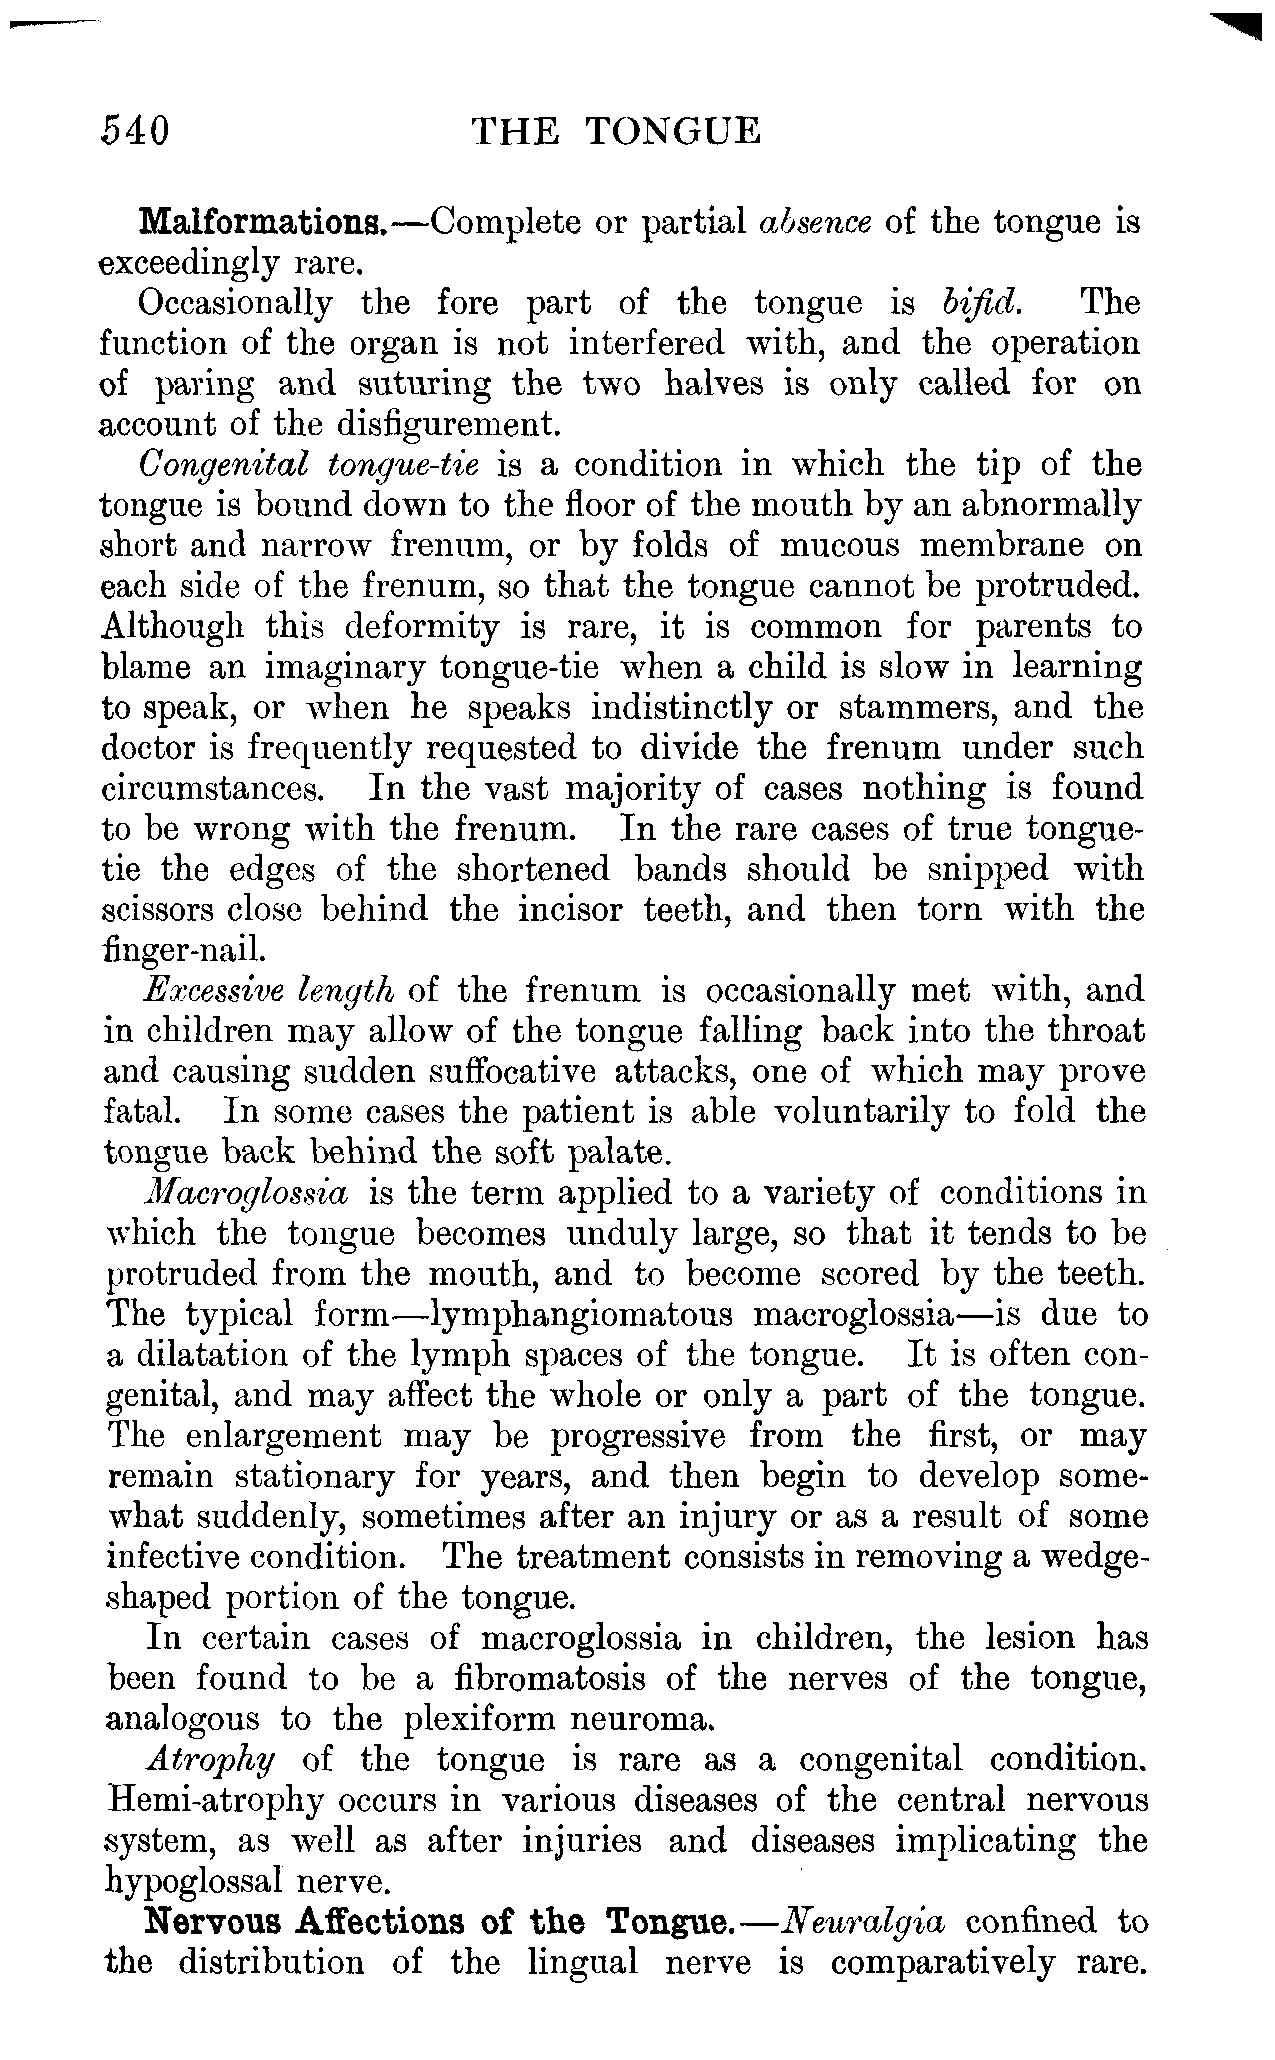 540 THE TONGUE
Malformations.—Complete or partial absence of the tongue is
exceedingly rare.
Occasionally the fore part of the tongue is bifid. The
function of the organ is not interfered with, and the operation
of paring and suturing the two halves is only called for on
account of the disfigurement.
Congenital tongue-tie is a condition in which the tip of the
tongue is bound down to the floor of the mouth by an abnormally
short and narrow frenum, or by folds of mucous membrane on
each side of the frenum, so that the tongue cannot be protruded.
Although this deformity is rare, it is common for parents to
blame an imaginary tongue-tie when a child is slow in learning
to speak, or when he speaks indistinctly or stammers, and the
doctor is frequently requested to divide the frenum under such
circumstances. In the vast majority of cases nothing is found
to be wrong with the frenum. In the rare cases of true tongue-
tie the edges of the shortened bands should be snipped with
scissors close behind the incisor teeth, and then torn with the
finger-nail.
Excessive length of the frenum is occasionally met with, and
in children may allow of the tongue falling back into the throat
and causing sudden suffocative attacks, one of which may prove
fatal. In some cases the patient is able voluntarily to fold the
tongue back behind the soft palate.
Macroglossia is the term applied to a variety of conditions in
which the tongue becomes unduly large, so that it tends to be
protruded from the mouth, and to become scored by the teeth.
The typical form—lymphangiomatous macroglossia—is due to
a dilatation of the lymph spaces of the tongue. It is often con-
genital, and may affect the whole or only a part of the tongue.
The enlargement may be progressive from the first, or may
remain stationary for years, and then begin to develop some-
what suddenly, sometimes after an injury or as a result of some
infective condition. The treatment consists in removing a wedge-
shaped portion of the tongue.
In certain cases of macroglossia in children, the lesion has
been found to be a fibromatosis of the nerves of the tongue,
analogous to the plexiform neuroma.
Atrophy of the tongue is rare as a congenital condition.
Hemi-atrophy occurs in various diseases of the central nervous
system, as well as after injuries and diseases implicating the
hypoglossal nerve.
Nervous Affections of the Tongue.—Neuralgia confined to
the distribution of the lingual nerve is comparatively rare.